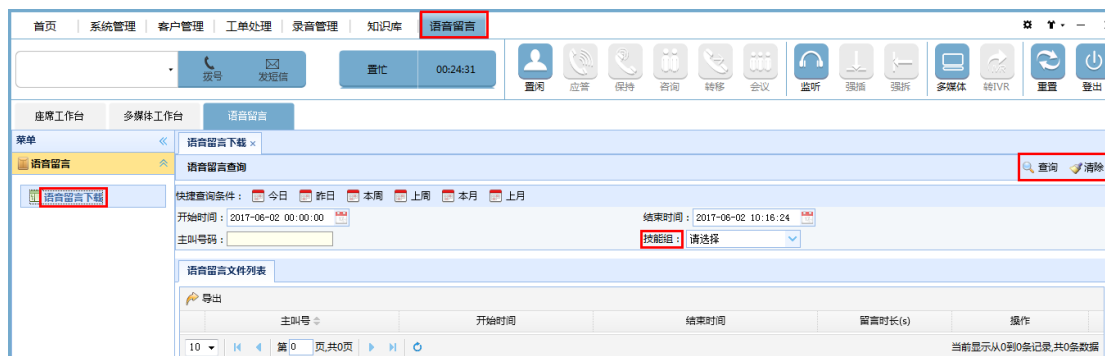 首页 系统管理 客户管理 工单处理 录音管理 知识库 语音留言
拨号 发短信 置忙 00:24:31 置闲 应答 保持 咨询 转移 会议 监听 强插 强拆 多媒体 转IVR 重置 登出
座席工作台 多媒体工作台 语音留言
菜单 语音留言下载
语音留言 语音留言查询 查询 清除
语音留言下载 快捷查询条件： 今日 昨日 本周 上周 本月 上月
开始时间： 2017-06-02 00:00:00 结束时间： 2017-06-02 10:16:24
主叫号码： 技能组： 请选择
语音留言文件列表
导出
主叫号 开始时间 结束时间 留言时长(s) 操作
10 第 0 页,共0页 当前显示从0到0条记录,共0条数据